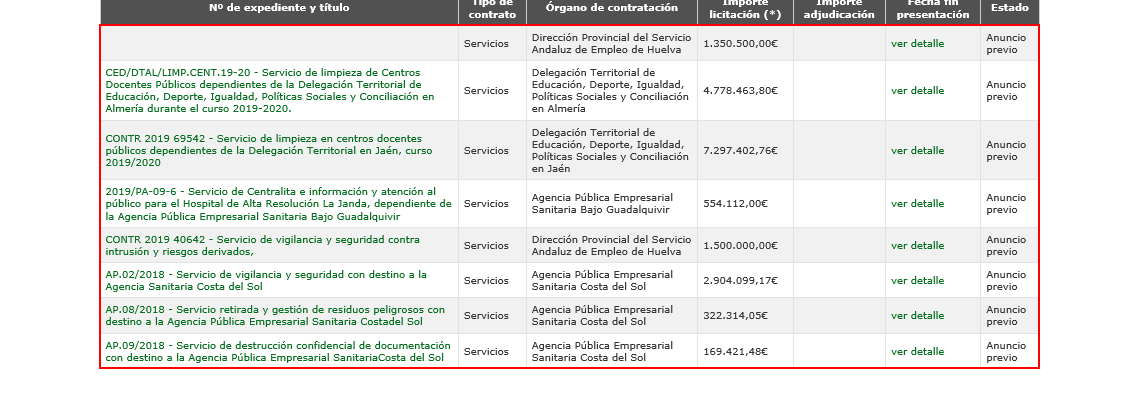 Nº de expediente y título
Tipo de
contrato
Órgano de contratación
Importe
licitación (*)
Importe
adjudicación
Fecha fin
presentación
Estado
Servicios
Dirección Provincial del Servicio
Andaluz de Empleo de Huelva
1.350.500,00€
ver detalle
Anuncio
previo
CED/DTAL/LIMP.CENT.19-20 - Servicio de limpieza de Centros
Docentes Públicos dependientes de la Delegación Territorial de
Educación, Deporte, Igualdad, Políticas Sociales y Conciliación en
Almería durante el curso 2019-2020.
Servicios
Delegación Territorial de
Educación, Deporte, Igualdad,
Políticas Sociales y Conciliación
en Almería
4.778.463,80€
ver detalle
Anuncio
previo
CONTR 2019 69542 - Servicio de limpieza en centros docentes
públicos dependientes de la Delegación Territorial en Jaén, curso
2019/2020
Servicios
Delegación Territorial de
Educación, Deporte, Igualdad,
Políticas Sociales y Conciliación
en Jaén
7.297.402,76€
ver detalle
Anuncio
previo
2019/PA-09-6 - Servicio de Centralita e información y atención al
público para el Hospital de Alta Resolución La Janda, dependiente de
la Agencia Pública Empresarial Sanitaria Bajo Guadalquivir
Servicios
Agencia Pública Empresarial
Sanitaria Bajo Guadalquivir
554.112,00€
ver detalle
Anuncio
previo
CONTR 2019 40642 - Servicio de vigilancia y seguridad contra
intrusión y riesgos derivados,
Servicios
Dirección Provincial del Servicio
Andaluz de Empleo de Huelva
1.500.000,00€
ver detalle
Anuncio
previo
AP.02/2018 - Servicio de vigilancia y seguridad con destino a la
Agencia Sanitaria Costa del Sol
Servicios
Agencia Pública Empresarial
Sanitaria Costa del Sol
2.904.099,17€
ver detalle
Anuncio
previo
AP.08/2018 - Servicio retirada y gestión de residuos peligrosos con
destino a la Agencia Pública Empresarial Sanitaria Costadel Sol
Servicios
Agencia Pública Empresarial
Sanitaria Costa del Sol
322.314,05€
ver detalle
Anuncio
previo
AP.09/2018 - Servicio de destrucción confidencial de documentación
con destino a la Agencia Pública Empresarial SanitariaCosta del Sol
Servicios
Agencia Pública Empresarial
Sanitaria Costa del Sol
169.421,48€
ver detalle
Anuncio
previo